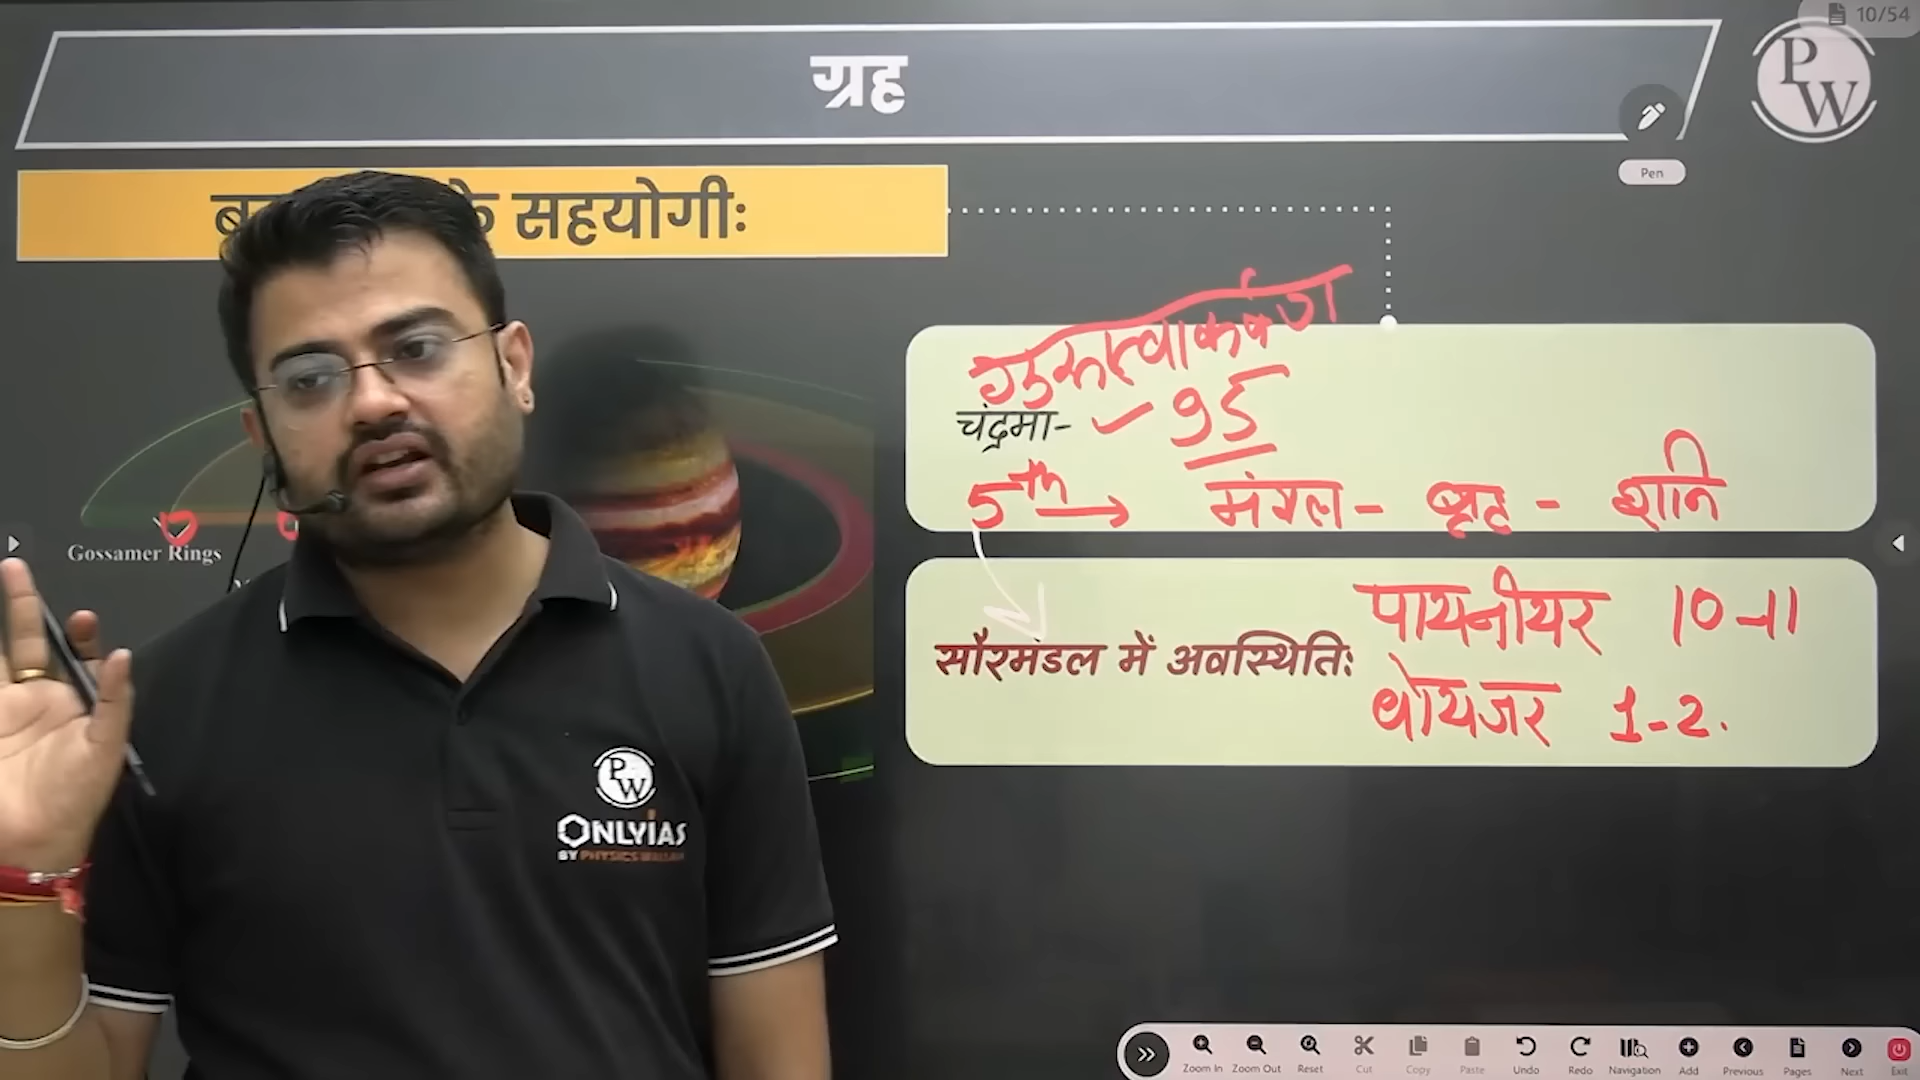 10/54
ग्रह
PW
Pen
के सहयोगीः
गुरुत्वाकर्षण
चंद्रमा- - 95
5th → मंगल - बृह - शनि
Gossamer Rings
सौरमंडल में अवस्थितिः
पायनीयर 10-11
वोयजर 1-2.
PW
ONLYIAS
BY PHYSICS WALLAH
Zoom In Zoom Out Reset Cut Copy Paste Undo Redo Navigation Add Previous Pages Next Exit